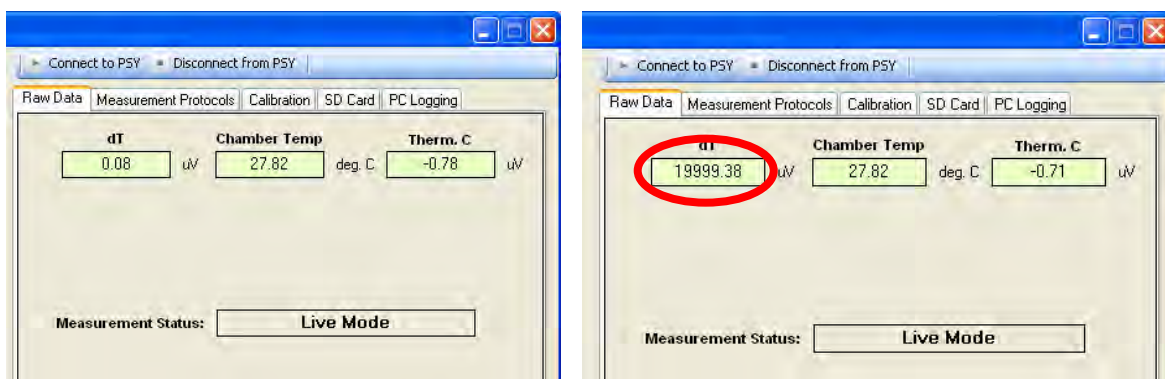 Connect to PSY Disconnect from PSY
Raw Data Measurement Protocols Calibration SD Card PC Logging
dT Chamber Temp Therm. C
0.08 uV 27.82 deg. C -0.78 uV
Measurement Status: Live Mode
Connect to PSY Disconnect from PSY
Raw Data Measurement Protocols Calibration SD Card PC Logging
dT Chamber Temp Therm. C
19999.38 uV 27.82 deg. C -0.71 uV
Measurement Status: Live Mode